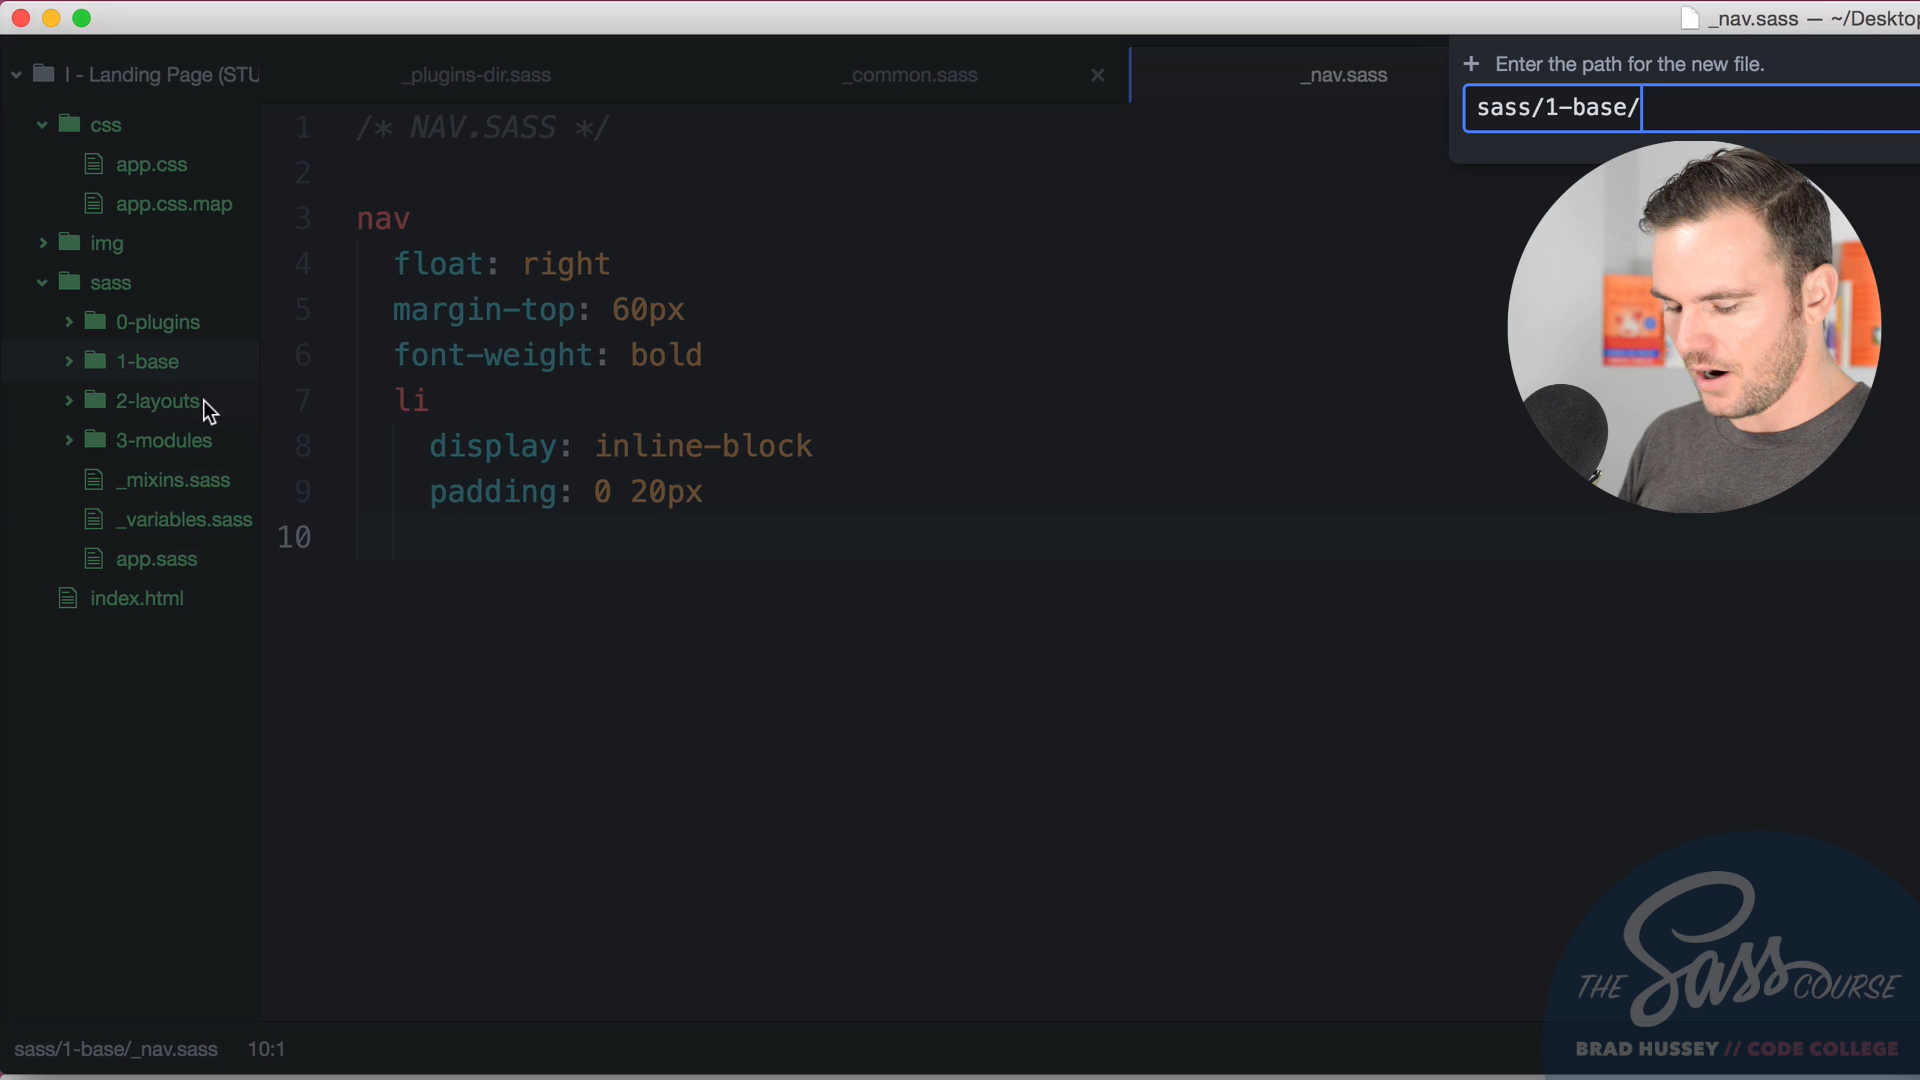 _nav.sass — ~/Desktop
I - Landing Page (STU
_plugins-dir.sass
_common.sass
_nav.sass
Enter the path for the new file.
sass/1-base/
css
app.css
app.css.map
img
sass
0-plugins
1-base
2-layouts
3-modules
_mixins.sass
_variables.sass
app.sass
index.html
1 /* NAV.SASS */
2
3 nav
4 float: right
5 margin-top: 60px
6 font-weight: bold
7 li
8 display: inline-block
9 padding: 0 20px
10
THE Sass COURSE
BRAD HUSSEY // CODE COLLEGE
sass/1-base/_nav.sass 10:1